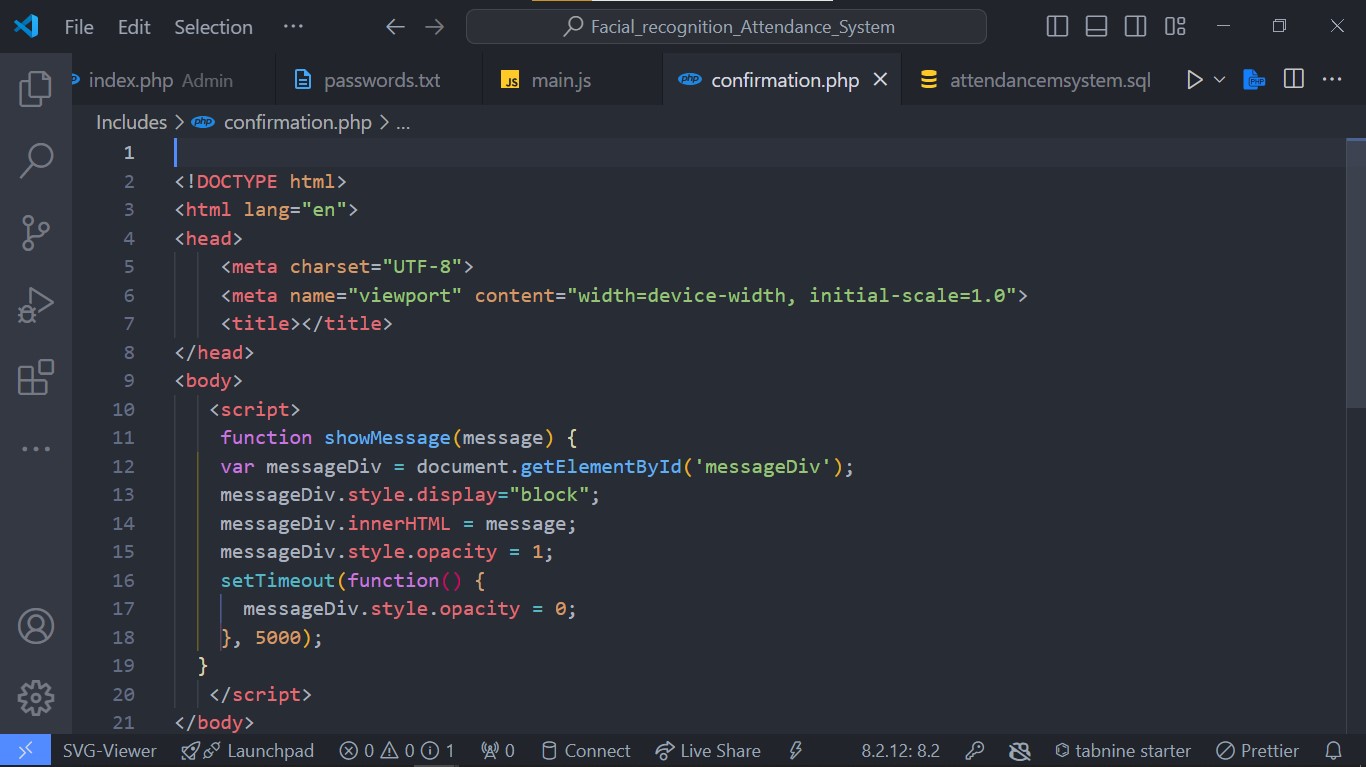 File Edit Selection ··· Facial_recognition_Attendance_System
index.php Admin passwords.txt JS main.js php confirmation.php attendancemsystem.sql PHP ···
Includes > php confirmation.php > ...
1
2 <!DOCTYPE html>
3 <html lang="en">
4 <head>
5 <meta charset="UTF-8">
6 <meta name="viewport" content="width=device-width, initial-scale=1.0">
7 <title></title>
8 </head>
9 <body>
10 <script>
11 function showMessage(message) {
12 var messageDiv = document.getElementById('messageDiv');
13 messageDiv.style.display="block";
14 messageDiv.innerHTML = message;
15 messageDiv.style.opacity = 1;
16 setTimeout(function() {
17 messageDiv.style.opacity = 0;
18 }, 5000);
19 }
20 </script>
21 </body>
SVG-Viewer Launchpad 0 0 1 0 Connect Live Share 8.2.12: 8.2 tabnine starter Prettier